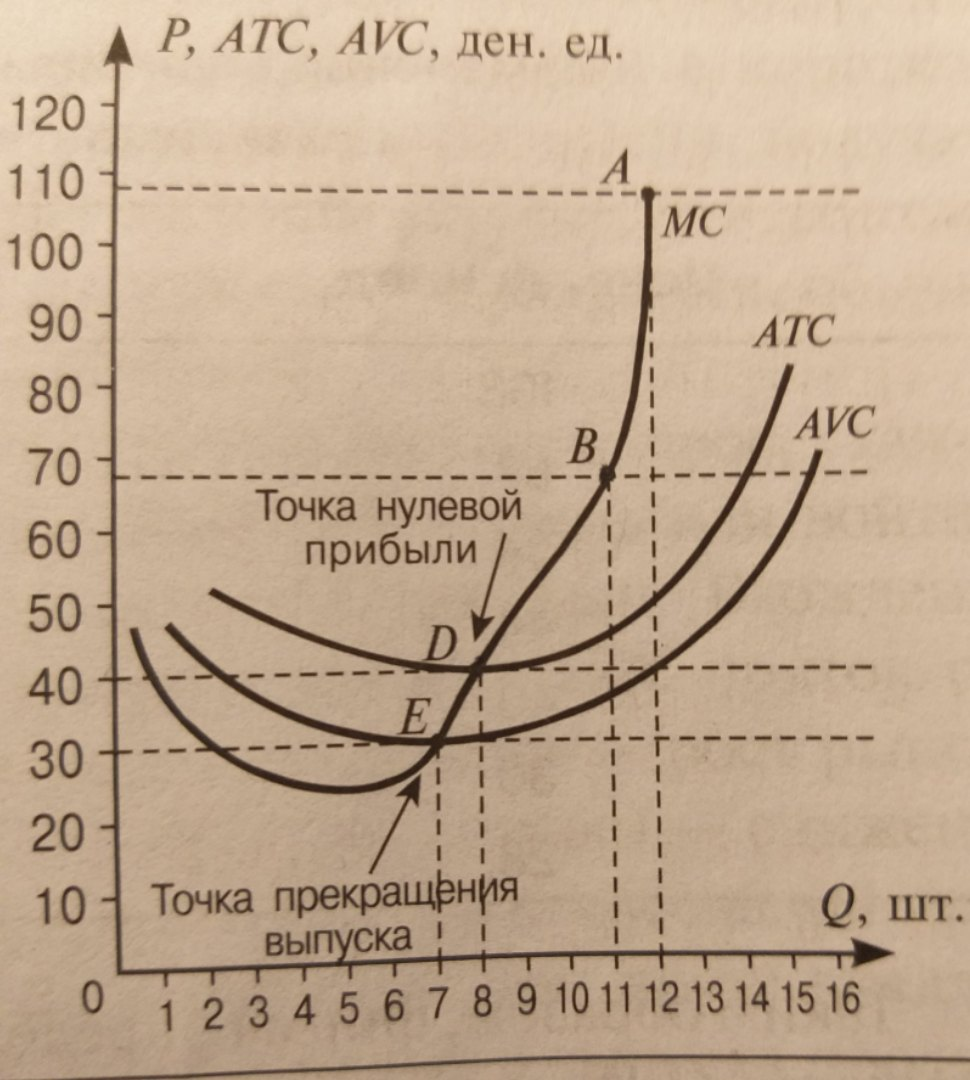 P, ATC, AVC, ден. ед.
120
110
100
90
80
70
60
50
40
30
20
10
A
MC
ATC
AVC
B
Точка нулевой
прибыли
D
E
Точка прекращения
выпуска
Q, шт.
0 1 2 3 4 5 6 7 8 9 10 11 12 13 14 15 16